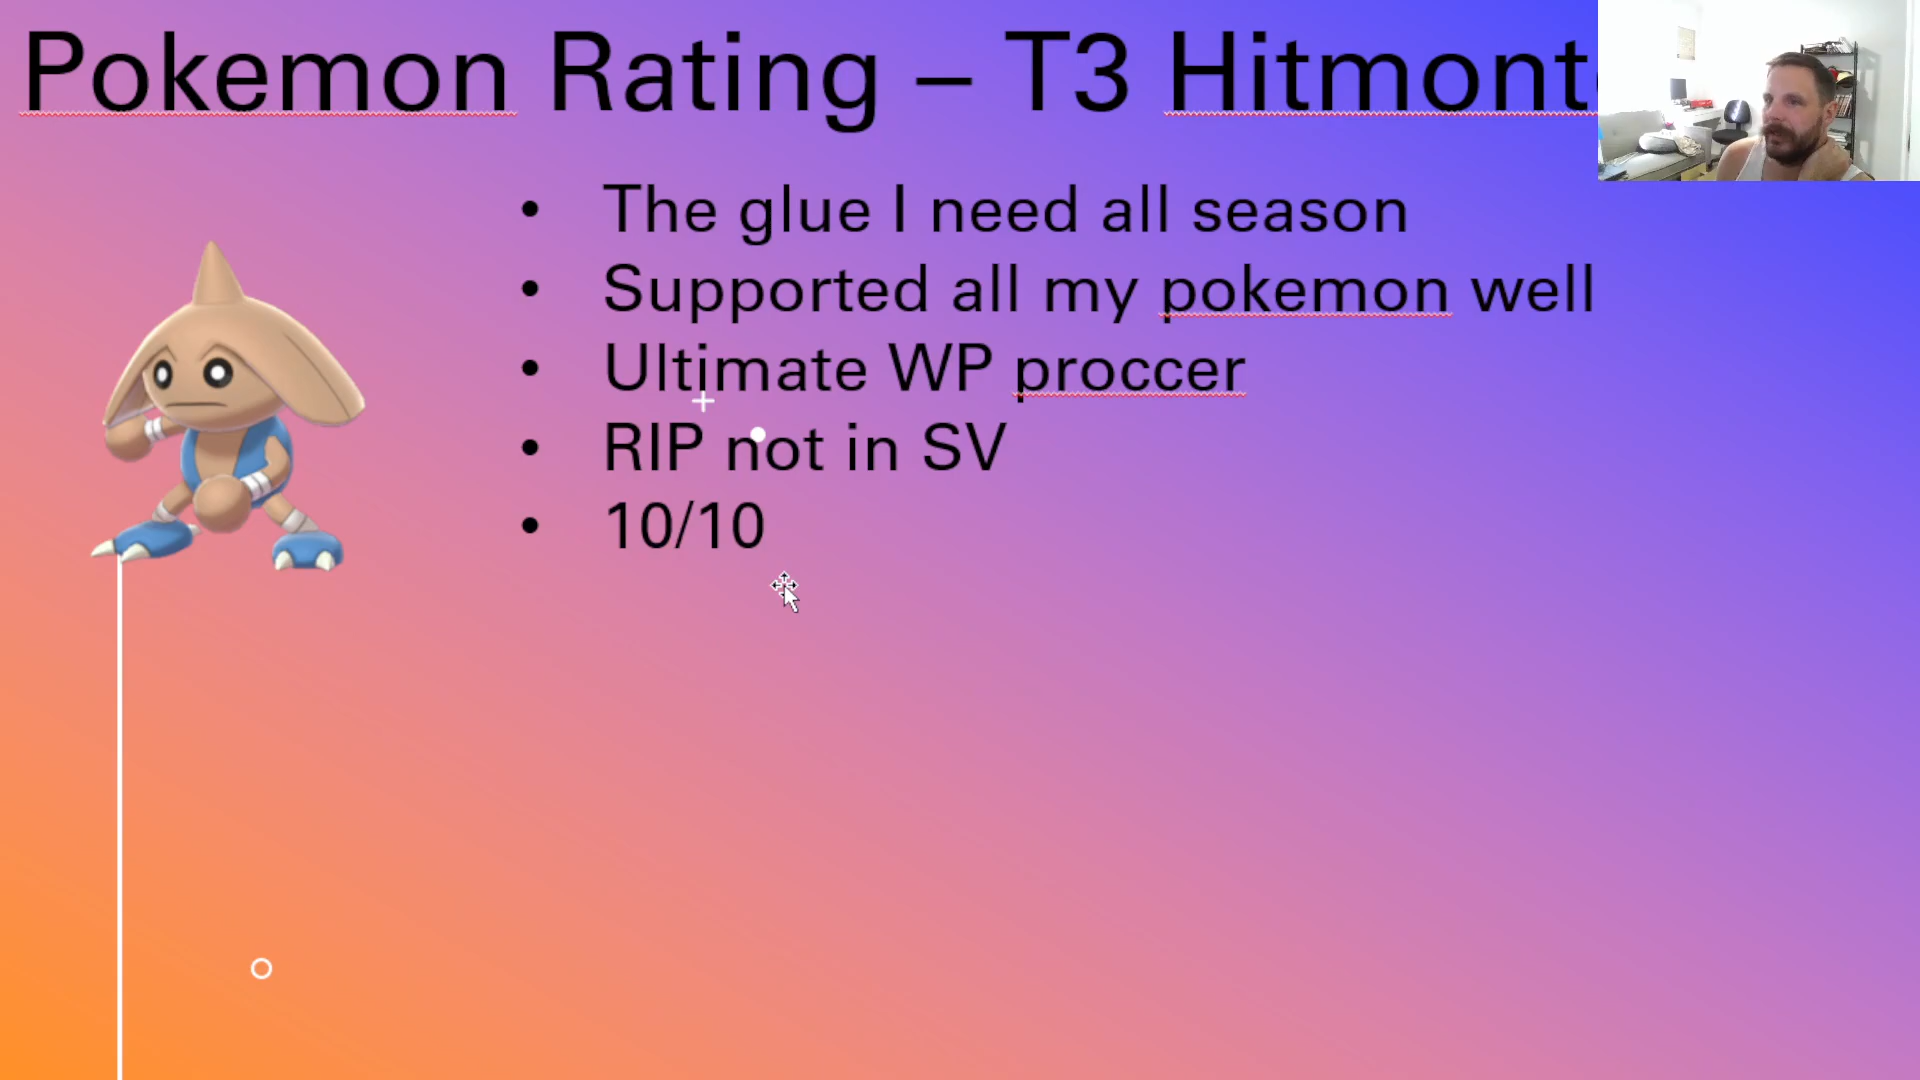 Pokemon Rating – T3 Hitmont
• The glue I need all season
• Supported all my pokemon well
• Ultimate WP proccer
• RIP not in SV
• 10/10